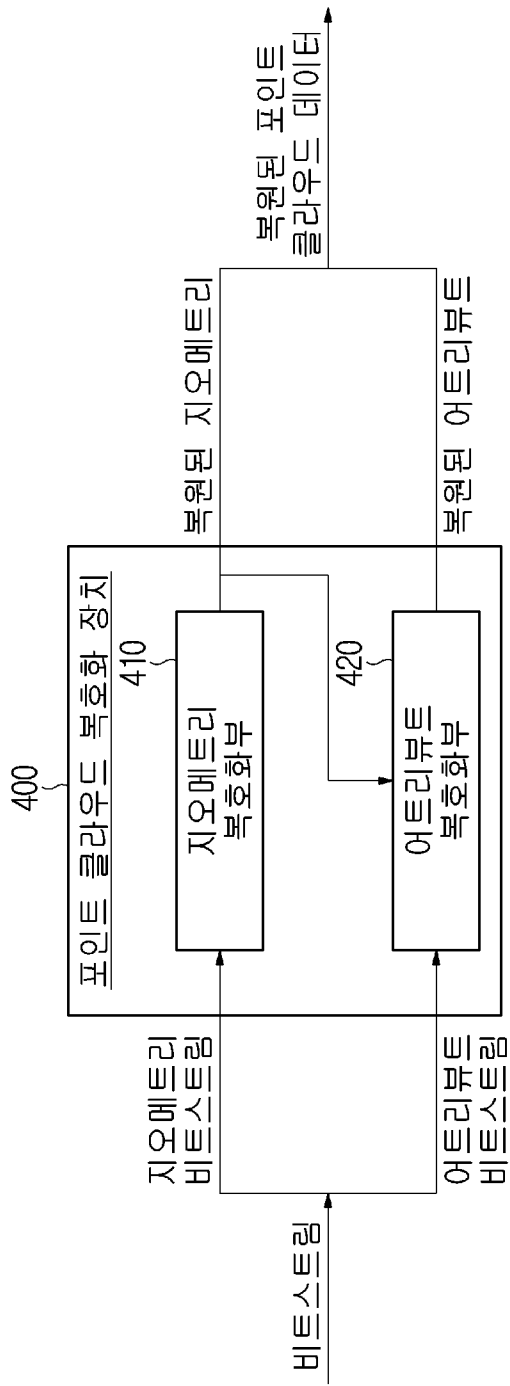 비트스트림
지오메트리
비트스트림
어트리뷰트
비트스트림
400
포인트 클라우드 복호화 장치
410
지오메트리
복호화부
420
어트리뷰트
복호화부
복원된 지오메트리
복원된 어트리뷰트
복원된 포인트
클라우드 데이터